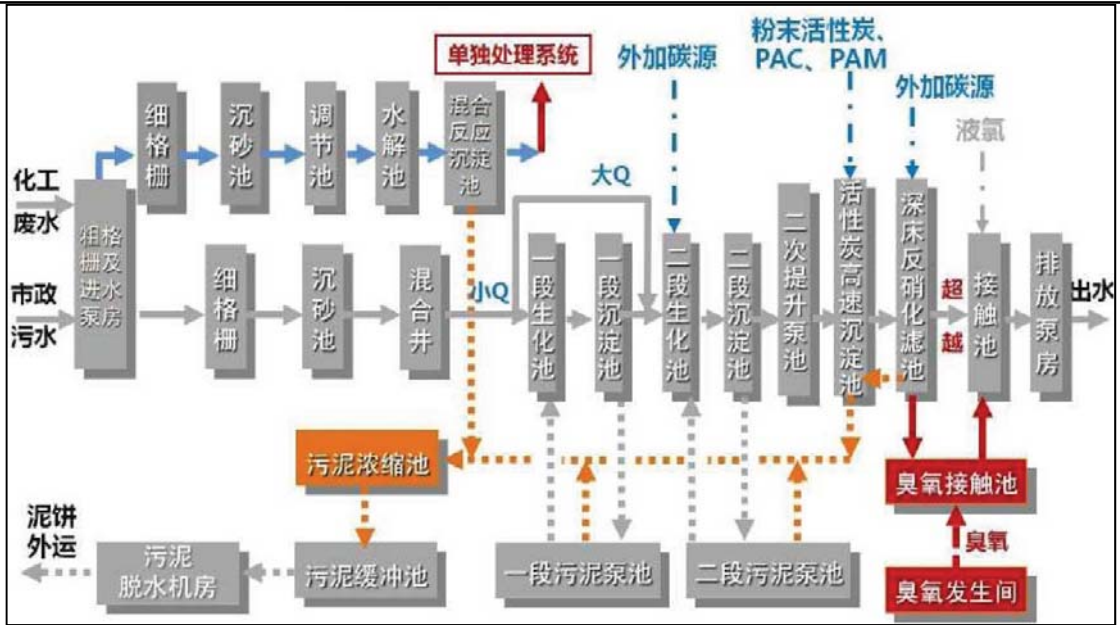 单独处理系统
外加碳源
粉末活性炭、
PAC、PAM
外加碳源
液氯
化工
废水
市政
污水
粗格
栅及
进水
泵房
细格栅
沉砂池
调节池
水解池
混合
反应
沉淀
池
大Q
小Q
细格栅
沉砂池
混合井
一段生化池
一段沉淀池
二段生化池
二段沉淀池
二次提升泵池
活性炭高速沉淀池
深床反硝化滤池
超
越
接触池
排放泵房
出水
污泥浓缩池
臭氧接触池
臭氧
臭氧发生间
泥饼
外运
污泥
脱水机房
污泥缓冲池
一段污泥泵池
二段污泥泵池